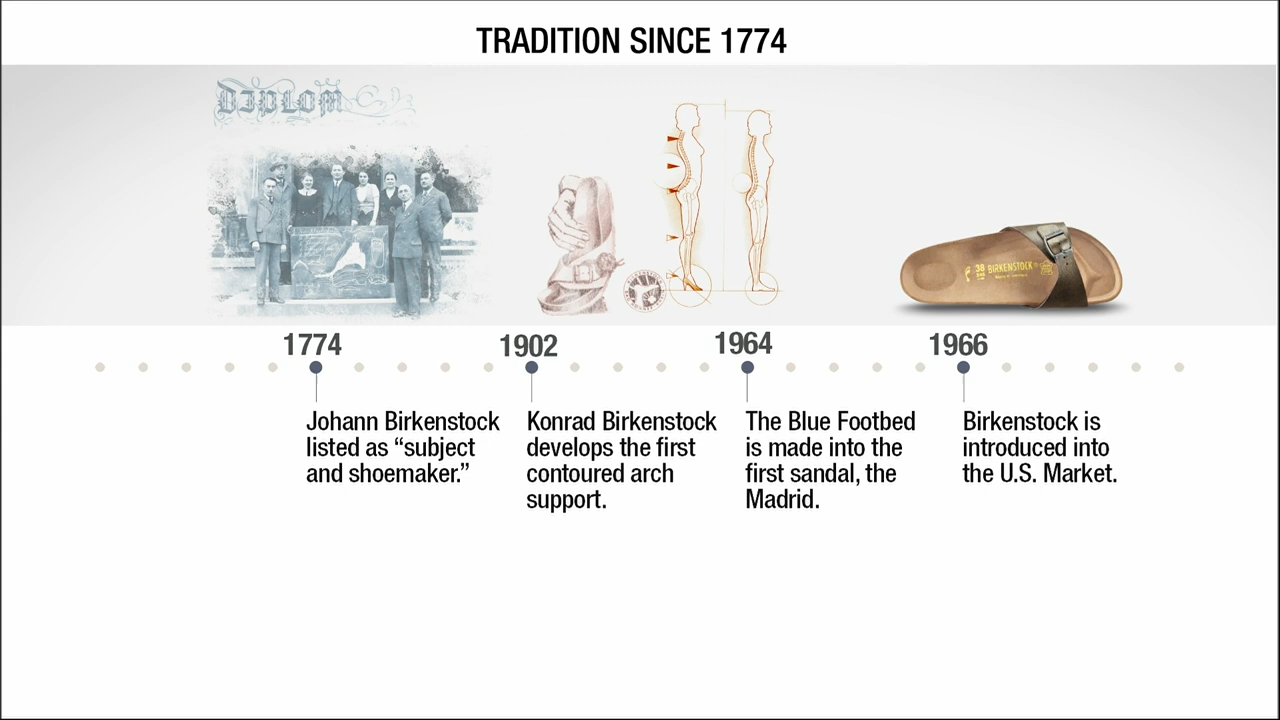 TRADITION SINCE 1774
Diplom
38
BIRKENSTOCK
1774
1902
1964
1966
Johann Birkenstock
listed as “subject
and shoemaker.”
Konrad Birkenstock
develops the first
contoured arch
support.
The Blue Footbed
is made into the
first sandal, the
Madrid.
Birkenstock is
introduced into
the U.S. Market.